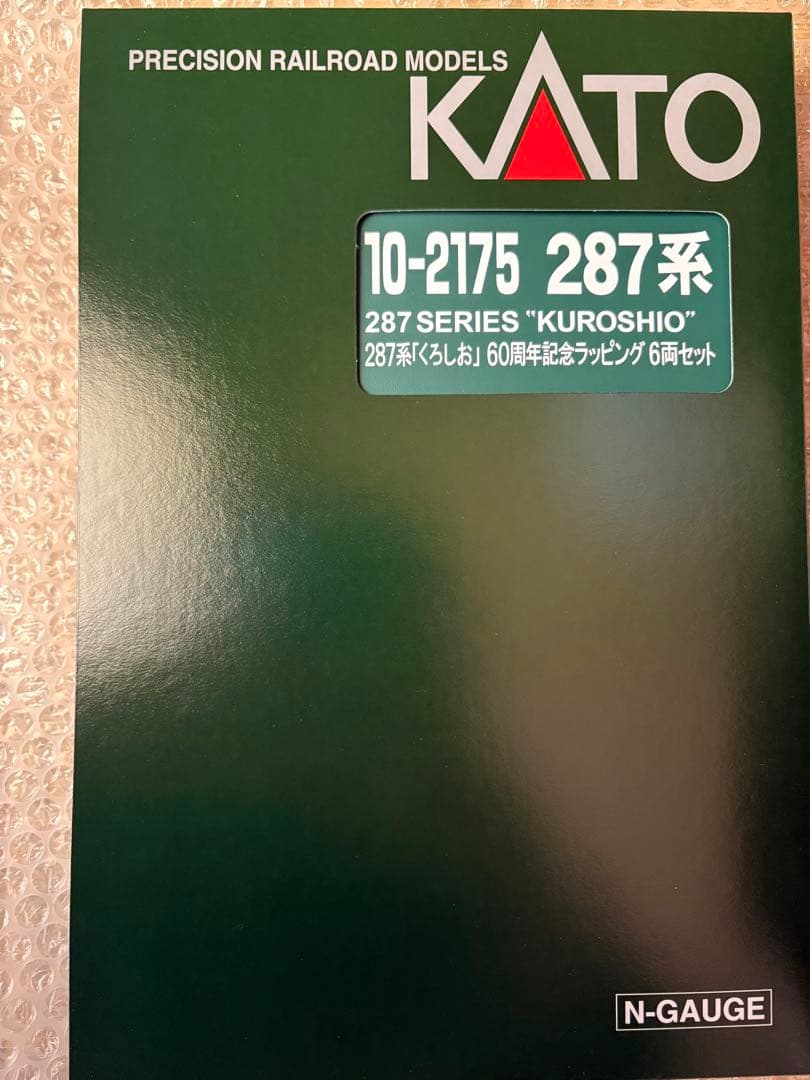 PRECISION RAILROAD MODELS
KATO
10-2175 287系
287 SERIES “KUROSHIO”
287系「くろしお」 60周年記念ラッピング 6両セット
N-GAUGE